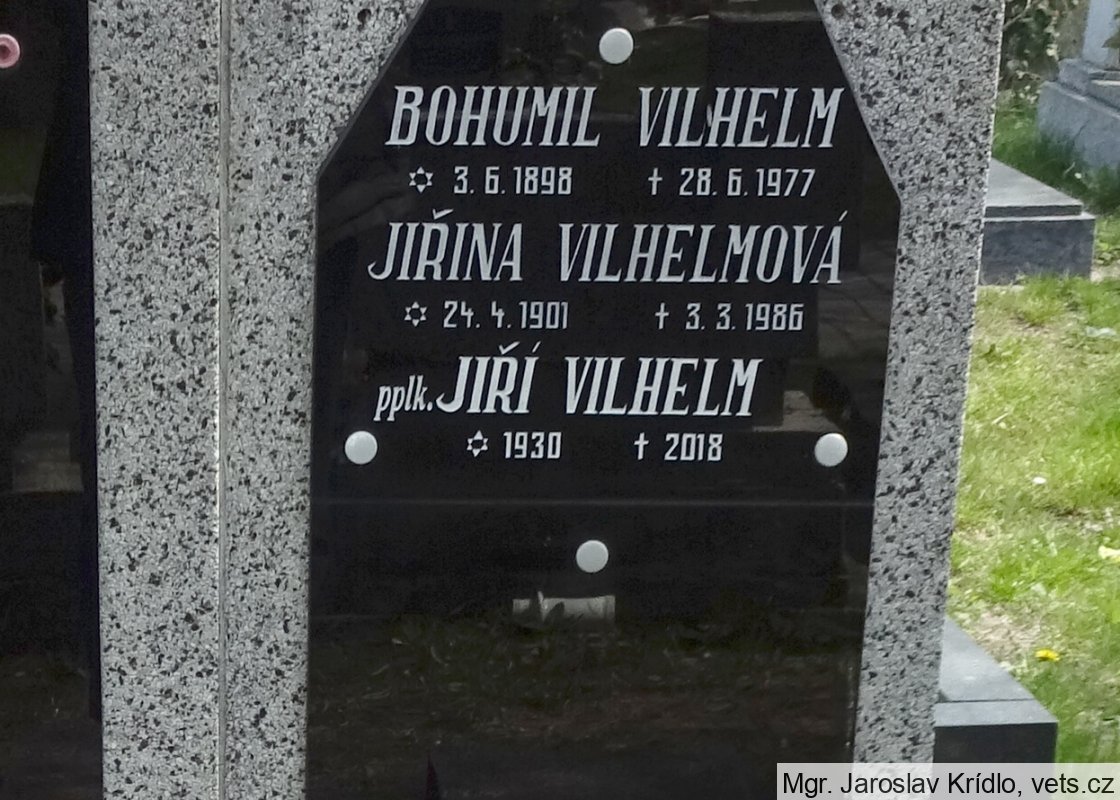 BOHUMIL VILHELM
✡ 3. 6. 1898 † 28. 6. 1977
JIŘINA VILHELMOVÁ
✡ 24. 4. 1901 † 3. 3. 1986
pplk. JIŘÍ VILHELM
✡ 1930 † 2018
Mgr. Jaroslav Krídlo, vets.cz